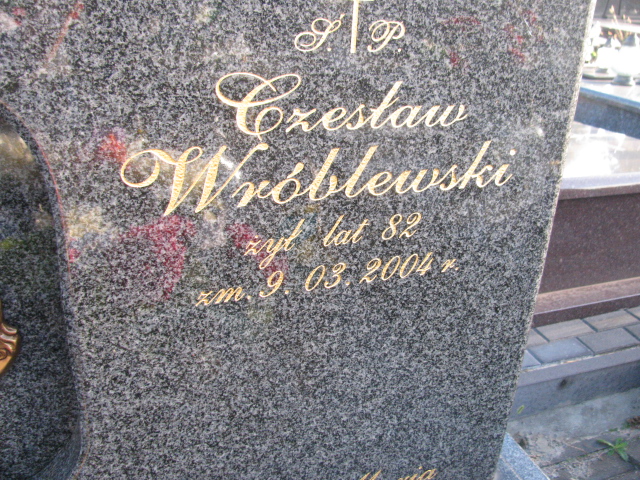 Ś. P.
Czesław
Wróblewski
żył lat 82
zm. 9. 03. 2004 r.